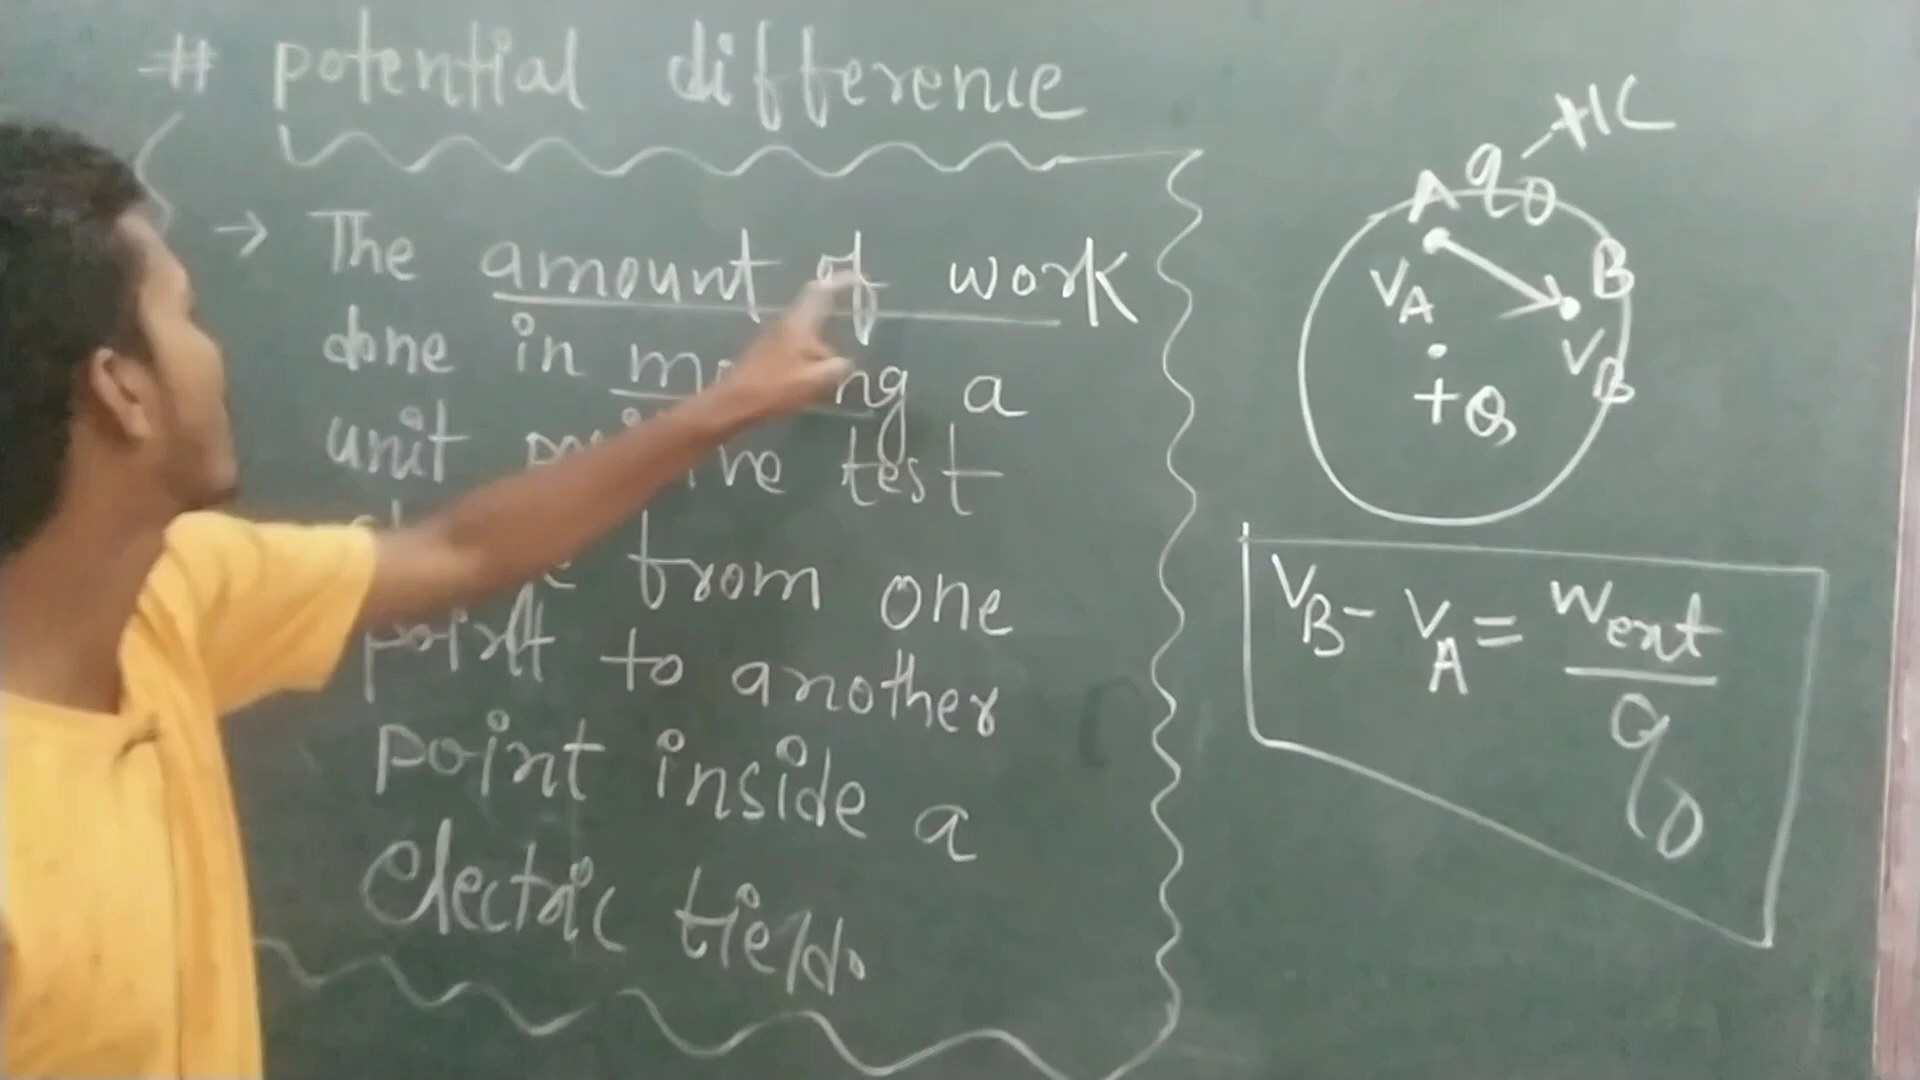 # potential difference
→ The amount of work
done in a
unit test
from one
point to another
point inside a
electric field.
A q0
B
VA
VB
+Q
VB - VA = Wext / q0